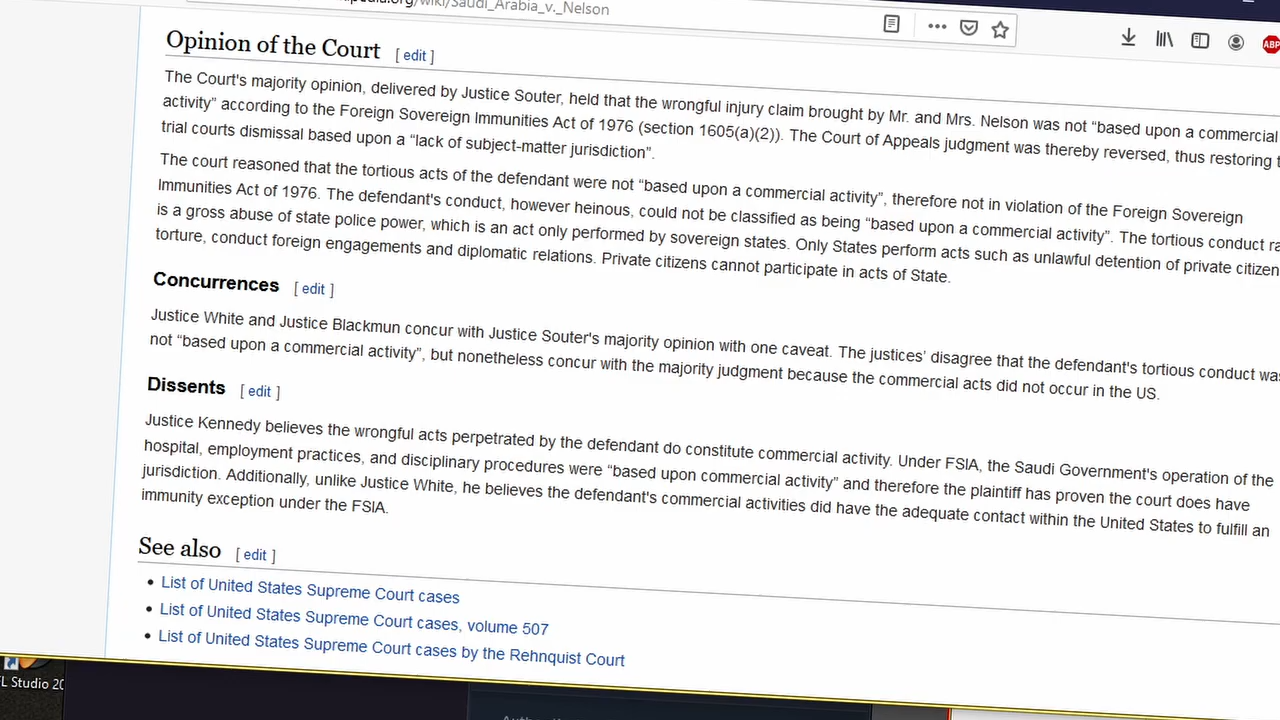 wiki/Saudi_Arabia_v._Nelson
ABP
Opinion of the Court [ edit ]
The Court's majority opinion, delivered by Justice Souter, held that the wrongful injury claim brought by Mr. and Mrs. Nelson was not “based upon a commercial
activity” according to the Foreign Sovereign Immunities Act of 1976 (section 1605(a)(2)). The Court of Appeals judgment was thereby reversed, thus restoring
trial courts dismissal based upon a “lack of subject-matter jurisdiction”.
The court reasoned that the tortious acts of the defendant were not “based upon a commercial activity”, therefore not in violation of the Foreign Sovereign
Immunities Act of 1976. The defendant's conduct, however heinous, could not be classified as being “based upon a commercial activity”. The tortious conduct
is a gross abuse of state police power, which is an act only performed by sovereign states. Only States perform acts such as unlawful detention of private citizen
torture, conduct foreign engagements and diplomatic relations. Private citizens cannot participate in acts of State.
Concurrences [ edit ]
Justice White and Justice Blackmun concur with Justice Souter's majority opinion with one caveat. The justices’ disagree that the defendant's tortious conduct was
not “based upon a commercial activity”, but nonetheless concur with the majority judgment because the commercial acts did not occur in the US.
Dissents [ edit ]
Justice Kennedy believes the wrongful acts perpetrated by the defendant do constitute commercial activity. Under FSIA, the Saudi Government's operation of the
hospital, employment practices, and disciplinary procedures were “based upon commercial activity” and therefore the plaintiff has proven the court does have
jurisdiction. Additionally, unlike Justice White, he believes the defendant's commercial activities did have the adequate contact within the United States to fulfill an
immunity exception under the FSIA.
See also [ edit ]
• List of United States Supreme Court cases
• List of United States Supreme Court cases, volume 507
• List of United States Supreme Court cases by the Rehnquist Court
L Studio 20